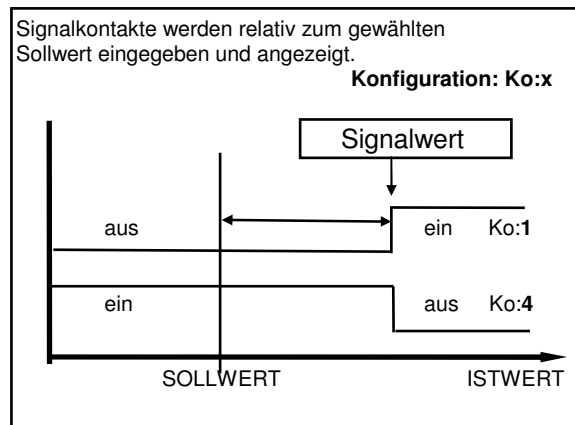 Signalkontakte werden relativ zum gewählten
Sollwert eingegeben und angezeigt.
Konfiguration: Ko:x
Signalwert
aus ein Ko:1
ein aus Ko:4
SOLLWERT ISTWERT